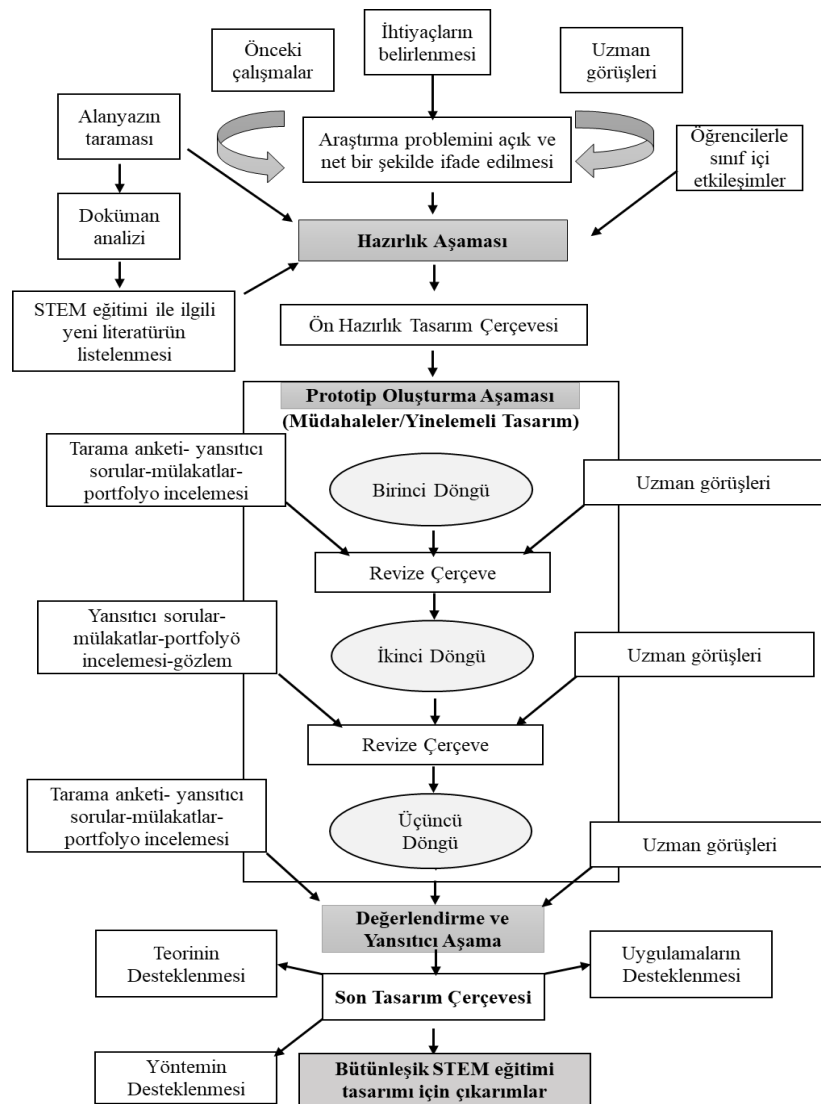 Önceki
çalışmalar
İhtiyaçların
belirlenmesi
Uzman
görüşleri
Alanyazın
taraması
Araştırma problemini açık ve
net bir şekilde ifade edilmesi
Öğrencilerle
sınıf içi
etkileşimler
Doküman
analizi
Hazırlık Aşaması
STEM eğitimi ile ilgili
yeni literatürün
listelenmesi
Ön Hazırlık Tasarım Çerçevesi
Prototip Oluşturma Aşaması
(Müdahaleler/Yinelemeli Tasarım)
Tarama anketi- yansıtıcı
sorular-mülakatlar-
portfolyo incelemesi
Birinci Döngü
Uzman görüşleri
Revize Çerçeve
Yansıtıcı sorular-
mülakatlar-portfolyö
incelemesi-gözlem
İkinci Döngü
Uzman görüşleri
Revize Çerçeve
Tarama anketi- yansıtıcı
sorular-mülakatlar-
portfolyo incelemesi
Üçüncü
Döngü
Uzman görüşleri
Değerlendirme ve
Yansıtıcı Aşama
Teorinin
Desteklenmesi
Uygulamaların
Desteklenmesi
Son Tasarım Çerçevesi
Yöntemin
Desteklenmesi
Bütünleşik STEM eğitimi
tasarımı için çıkarımlar